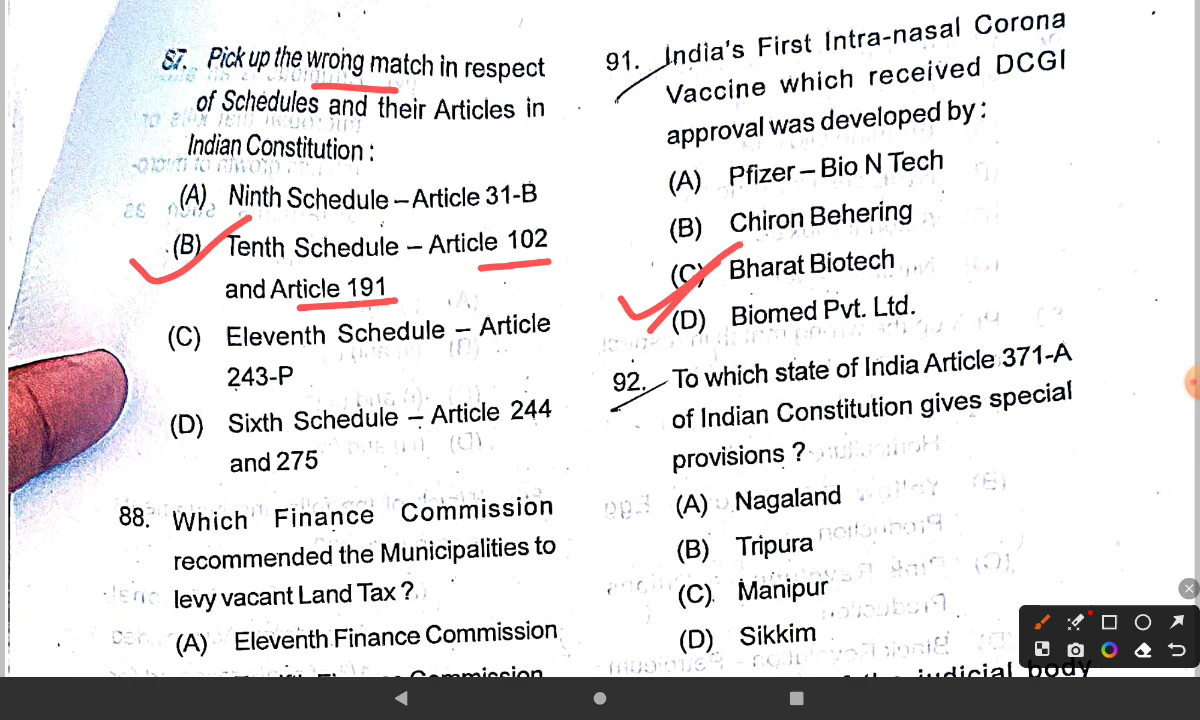 87. Pick up the wrong match in respect
of Schedules and their Articles in
Indian Constitution :
(A) Ninth Schedule – Article 31-B
(B) Tenth Schedule – Article 102
and Article 191
(C) Eleventh Schedule – Article
243-P
(D) Sixth Schedule – Article 244
and 275
88. Which Finance Commission
recommended the Municipalities to
levy vacant Land Tax ?
(A) Eleventh Finance Commission
Commission
91. India's First Intra-nasal Corona
Vaccine which received DCGI
approval was developed by :
(A) Pfizer – Bio N Tech
(B) Chiron Behering
(C) Bharat Biotech
(D) Biomed Pvt. Ltd.
92. To which state of India Article 371-A
of Indian Constitution gives special
provisions ?
(A) Nagaland
(B) Tripura
(C) Manipur
(D) Sikkim
judicial body